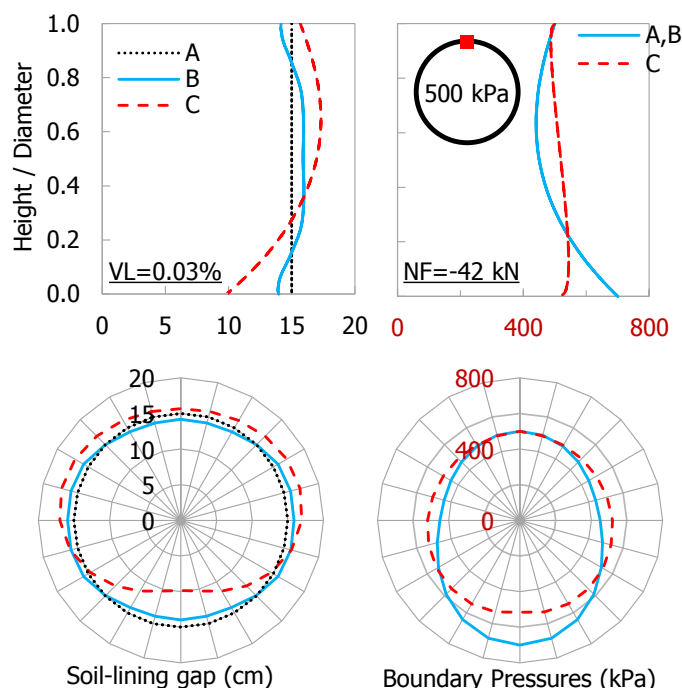 1.0
0.8
0.6
0.4
0.2
0.0
Height / Diameter
A
B
C
VL=0.03%
0 5 10 15 20
A,B
C
500 kPa
NF=-42 kN
0 400 800
20
15
10
5
0
Soil-lining gap (cm)
800
400
0
Boundary Pressures (kPa)